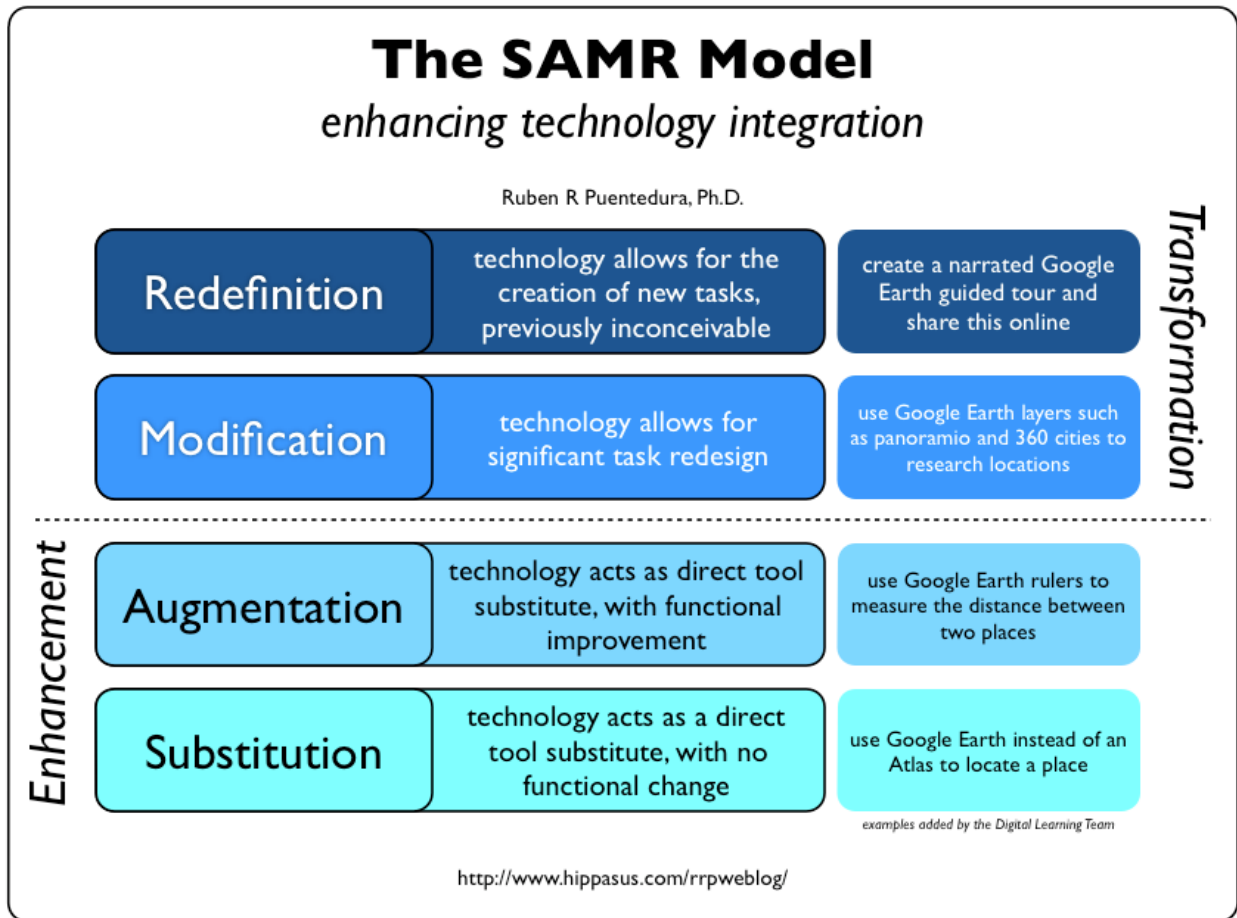 The SAMR Model
enhancing technology integration
Ruben R Puentedura, Ph.D.
Transformation
Redefinition
technology allows for the
creation of new tasks,
previously inconceivable
create a narrated Google
Earth guided tour and
share this online
Modification
technology allows for
significant task redesign
use Google Earth layers such
as panoramio and 360 cities to
research locations
Enhancement
Augmentation
technology acts as direct tool
substitute, with functional
improvement
use Google Earth rulers to
measure the distance between
two places
Substitution
technology acts as a direct
tool substitute, with no
functional change
use Google Earth instead of an
Atlas to locate a place
examples added by the Digital Learning Team
http://www.hippasus.com/rrpweblog/